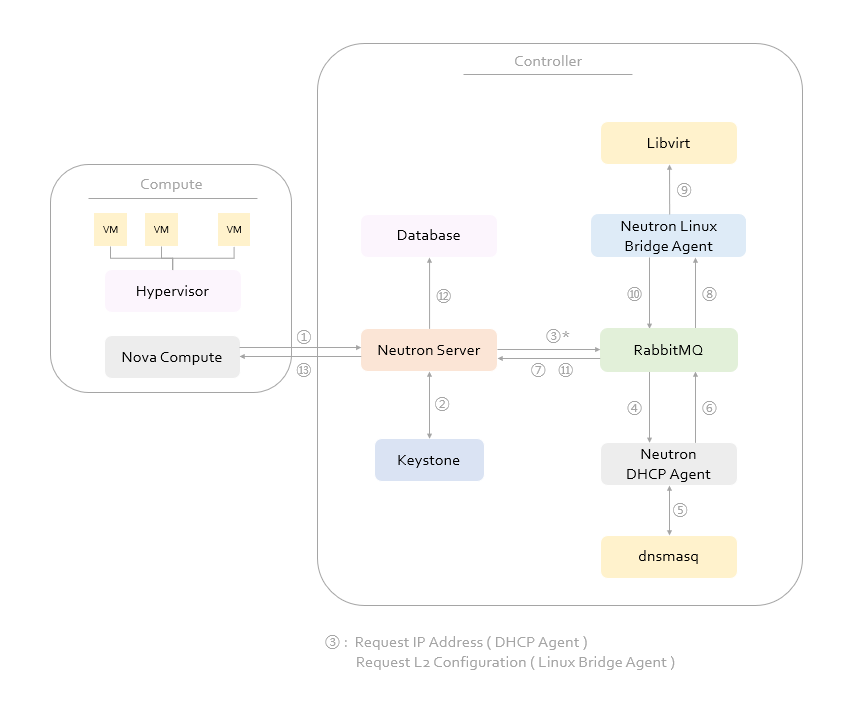 Controller
Libvirt
⑨
Neutron Linux
Bridge Agent
Compute
VM
VM
VM
Hypervisor
Nova Compute
Database
⑫
⑩
⑧
①
⑬
Neutron Server
③*
⑦ ⑪
RabbitMQ
②
④
⑥
Keystone
Neutron
DHCP Agent
⑤
dnsmasq
③ : Request IP Address ( DHCP Agent )
Request L2 Configuration ( Linux Bridge Agent )